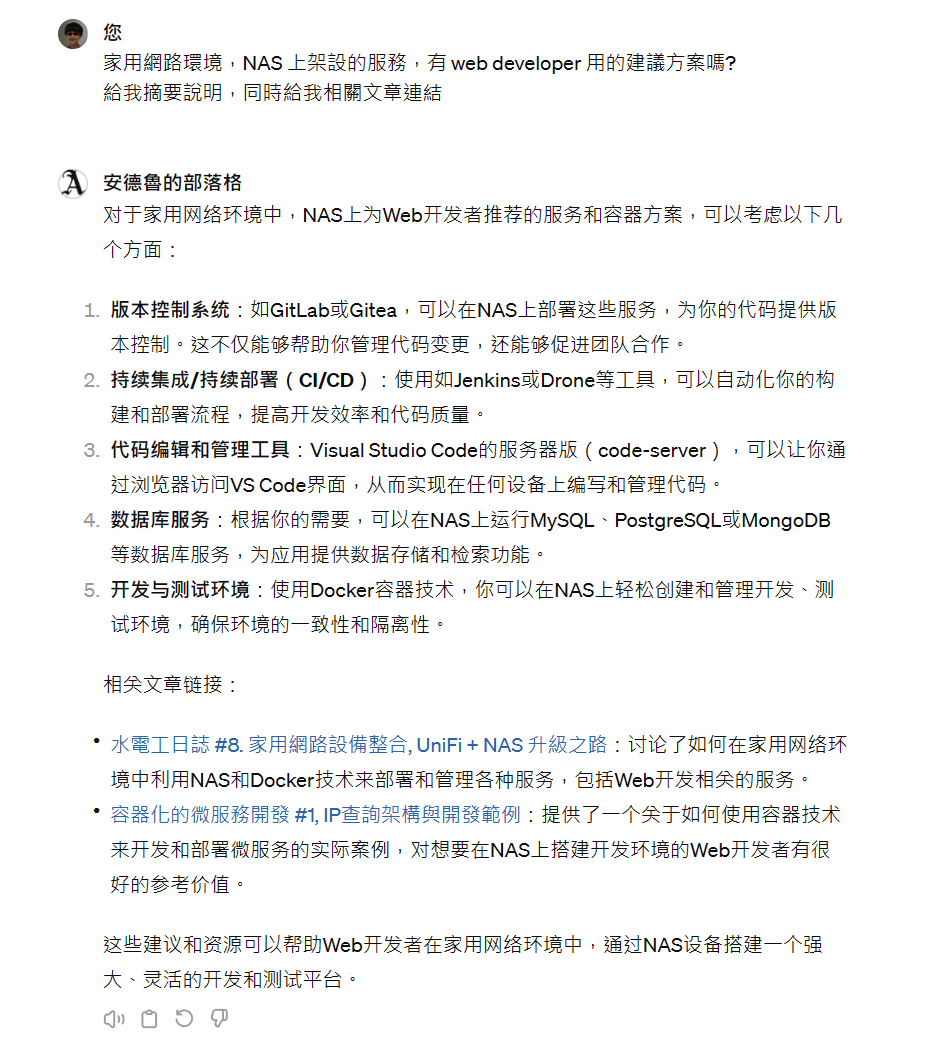 您
家用網路環境，NAS 上架設的服務，有 web developer 用的建議方案嗎?
給我摘要說明，同時給我相關文章連結
安德魯的部落格
对于家用网络环境中，NAS上为Web开发者推荐的服务和容器方案，可以考虑以下几
个方面：
1. 版本控制系统：如GitLab或Gitea，可以在NAS上部署这些服务，为你的代码提供版
本控制。这不仅能够帮助你管理代码变更，还能够促进团队合作。
2. 持续集成/持续部署（CI/CD）：使用如Jenkins或Drone等工具，可以自动化你的构
建和部署流程，提高开发效率和代码质量。
3. 代码编辑和管理工具：Visual Studio Code的服务器版（code-server），可以让你通
过浏览器访问VS Code界面，从而实现在任何设备上编写和管理代码。
4. 数据库服务：根据你的需要，可以在NAS上运行MySQL、PostgreSQL或MongoDB
等数据库服务，为应用提供数据存储和检索功能。
5. 开发与测试环境：使用Docker容器技术，你可以在NAS上轻松创建和管理开发、测
试环境，确保环境的一致性和隔离性。
相关文章链接：
• 水電工日誌 #8. 家用網路設備整合, UniFi + NAS 升級之路：讨论了如何在家用网络环
境中利用NAS和Docker技术来部署和管理各种服务，包括Web开发相关的服务。
• 容器化的微服務開發 #1, IP查詢架構與開發範例：提供了一个关于如何使用容器技术
来开发和部署微服务的实际案例，对想要在NAS上搭建开发环境的Web开发者有很
好的参考价值。
这些建议和资源可以帮助Web开发者在家用网络环境中，通过NAS设备搭建一个强
大、灵活的开发和测试平台。